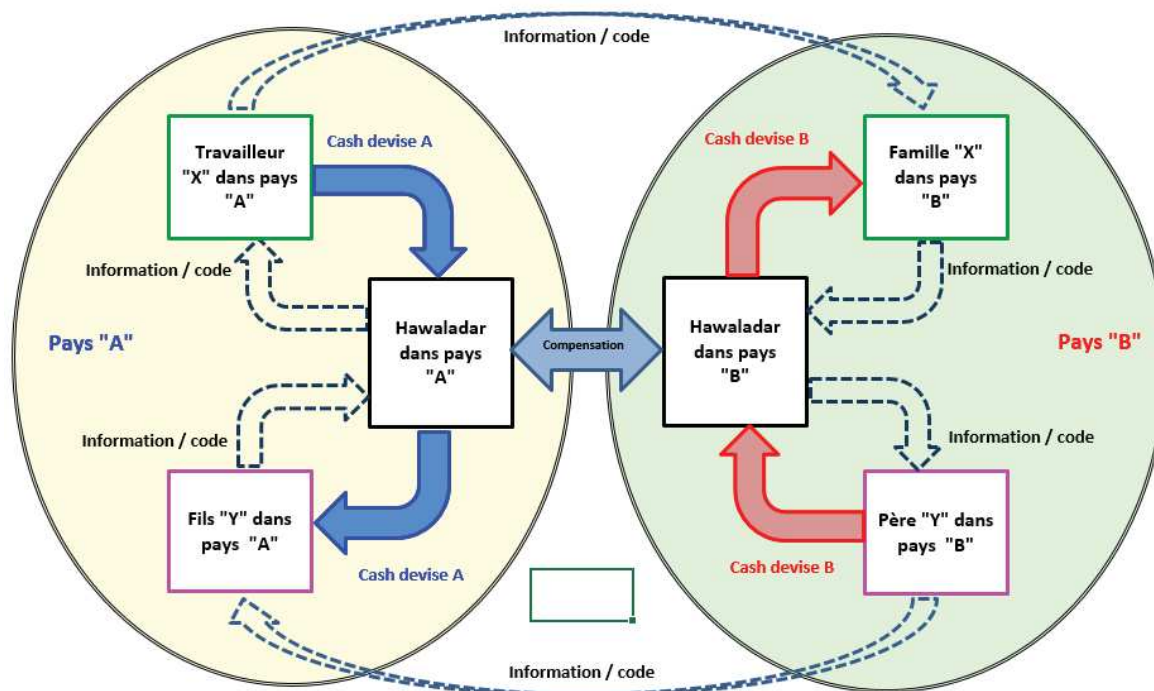 Information / code
Cash devise A
Cash devise B
Travailleur
"X" dans pays
"A"
Famille "X"
dans pays
"B"
Information / code
Information / code
Pays "A"
Hawaladar
dans pays
"A"
Compensation
Hawaladar
dans pays
"B"
Pays "B"
Information / code
Information / code
Fils "Y" dans
pays "A"
Père "Y" dans
pays "B"
Cash devise A
Cash devise B
Information / code